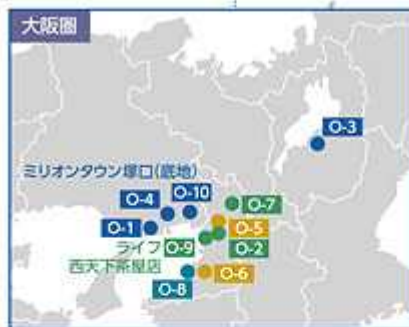 大阪圏
O-3
ミリオンタウン塚口(底地)
O-4
O-10
O-7
O-1
O-5
ライフ
西天下茶屋店
O-9
O-2
O-8
O-6